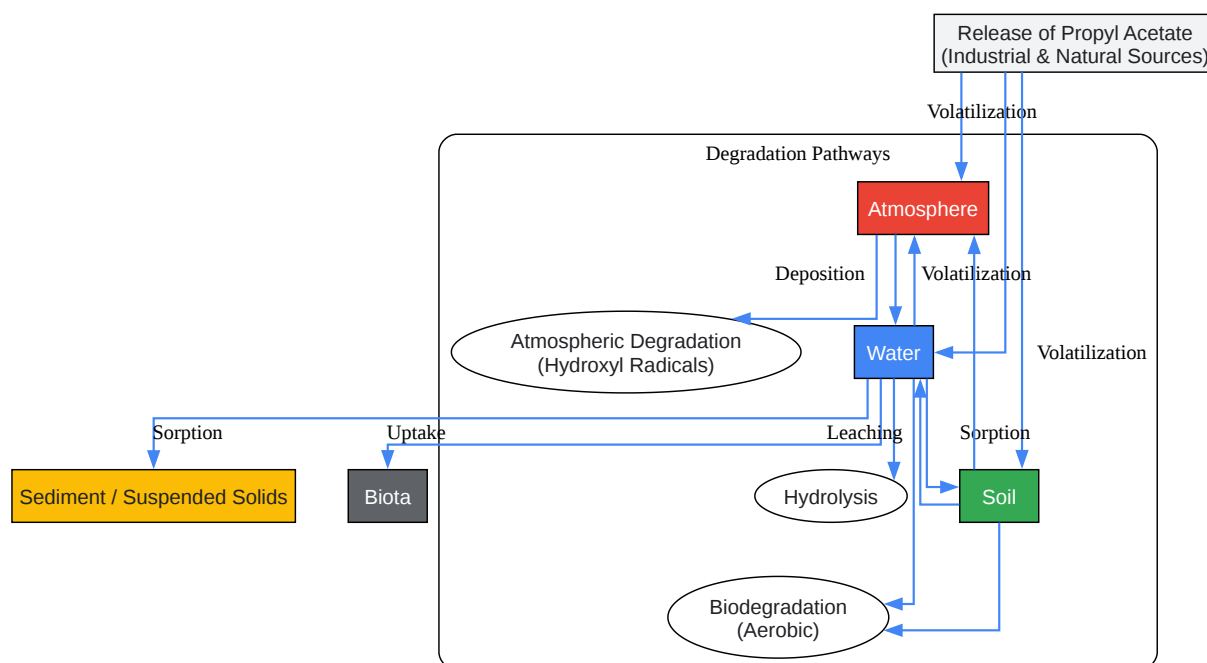 Release of Propyl Acetate
(Industrial & Natural Sources)
Volatilization
Degradation Pathways
Atmosphere
Deposition
Volatilization
Atmospheric Degradation
(Hydroxyl Radicals)
Water
Volatilization
Sorption
Uptake
Leaching
Sorption
Sediment / Suspended Solids
Biota
Hydrolysis
Soil
Biodegradation
(Aerobic)